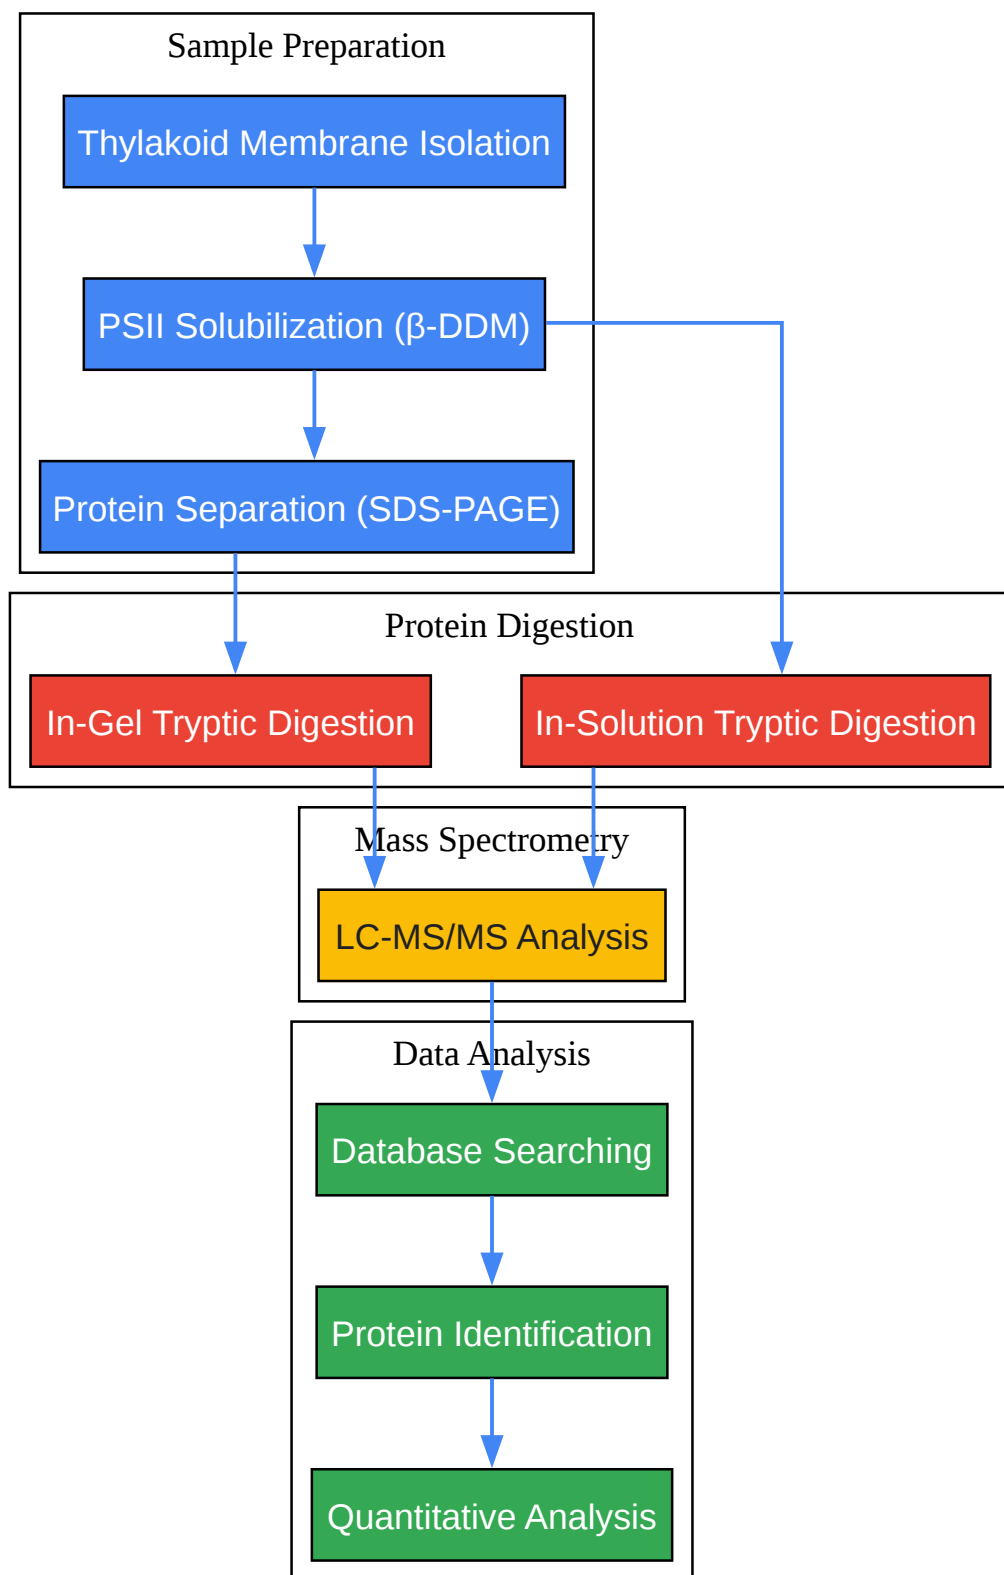 Sample Preparation
Thylakoid Membrane Isolation
PSII Solubilization (β-DDM)
Protein Separation (SDS-PAGE)
Protein Digestion
In-Gel Tryptic Digestion
In-Solution Tryptic Digestion
Mass Spectrometry
LC-MS/MS Analysis
Data Analysis
Database Searching
Protein Identification
Quantitative Analysis